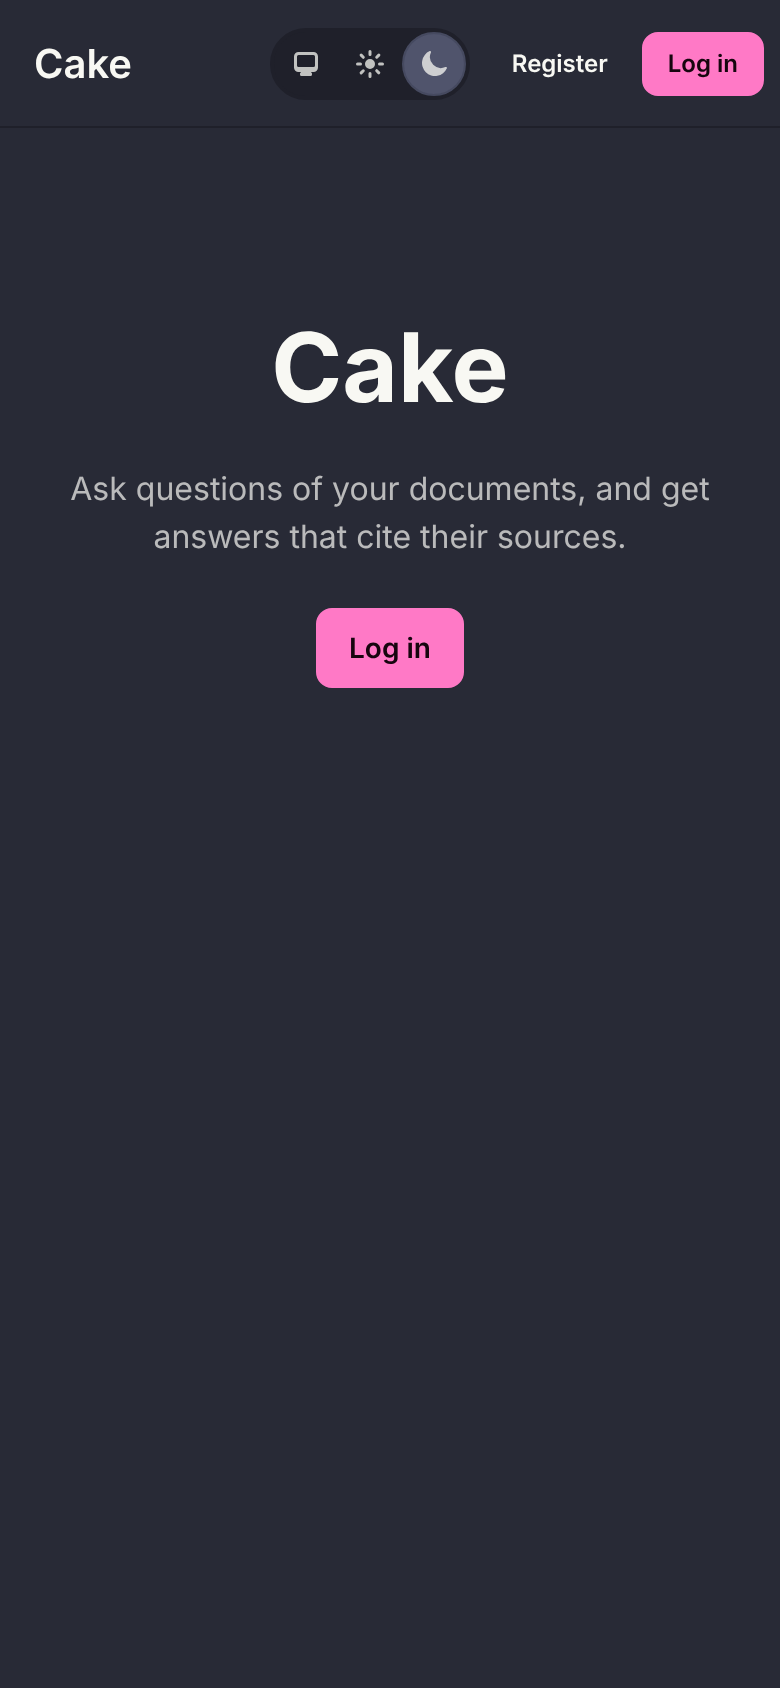 Cake
Register
Log in
Cake
Ask questions of your documents, and get
answers that cite their sources.
Log in